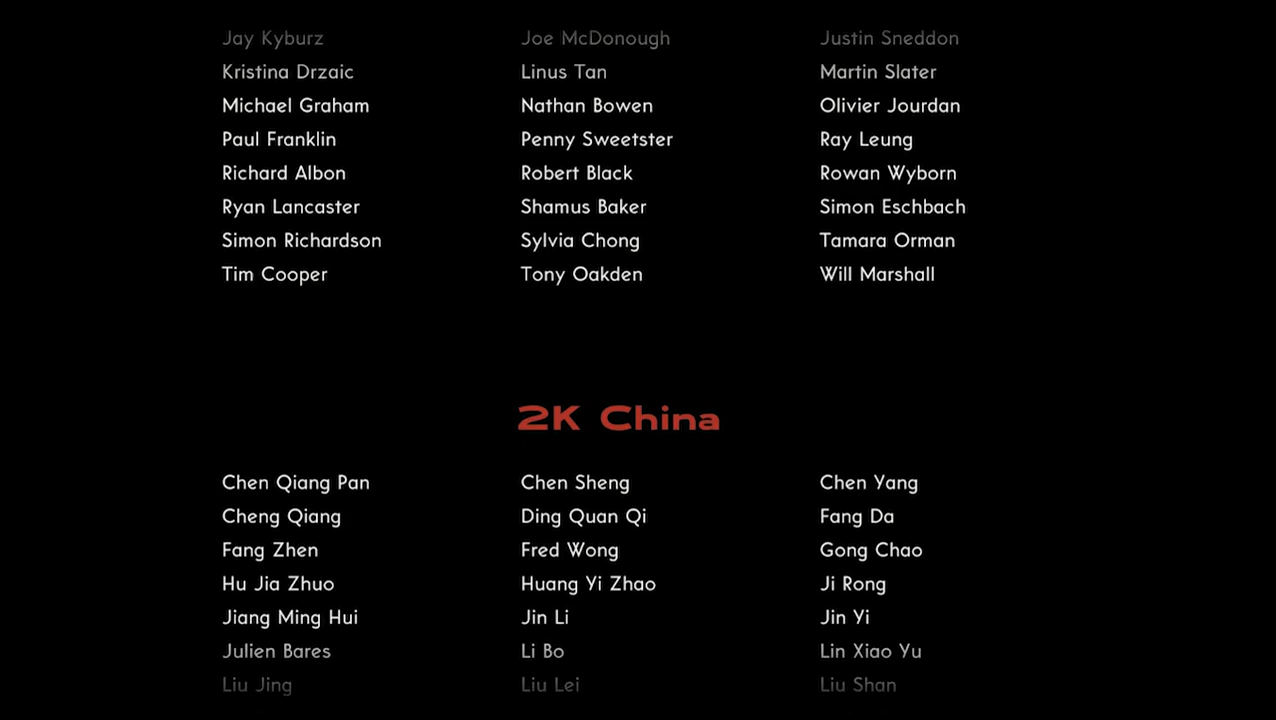 Jay Kyburz Joe McDonough Justin Sneddon
Kristina Drzaic Linus Tan Martin Slater
Michael Graham Nathan Bowen Olivier Jourdan
Paul Franklin Penny Sweetster Ray Leung
Richard Albon Robert Black Rowan Wyborn
Ryan Lancaster Shamus Baker Simon Eschbach
Simon Richardson Sylvia Chong Tamara Orman
Tim Cooper Tony Oakden Will Marshall
2K China
Chen Qiang Pan Chen Sheng Chen Yang
Cheng Qiang Ding Quan Qi Fang Da
Fang Zhen Fred Wong Gong Chao
Hu Jia Zhuo Huang Yi Zhao Ji Rong
Jiang Ming Hui Jin Li Jin Yi
Julien Bares Li Bo Lin Xiao Yu
Liu Jing Liu Lei Liu Shan